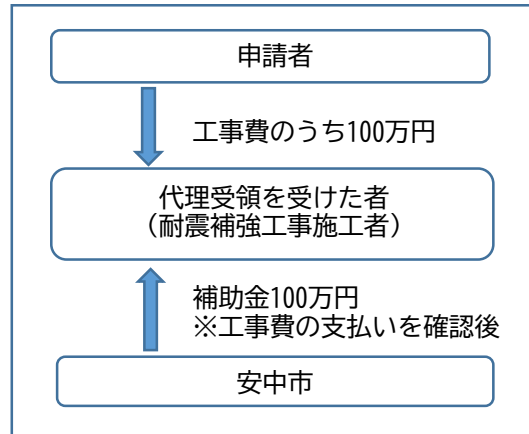 申請者
工事費のうち100万円
代理受領を受けた者
(耐震補強工事施工者)
補助金100万円
※工事費の支払いを確認後
安中市